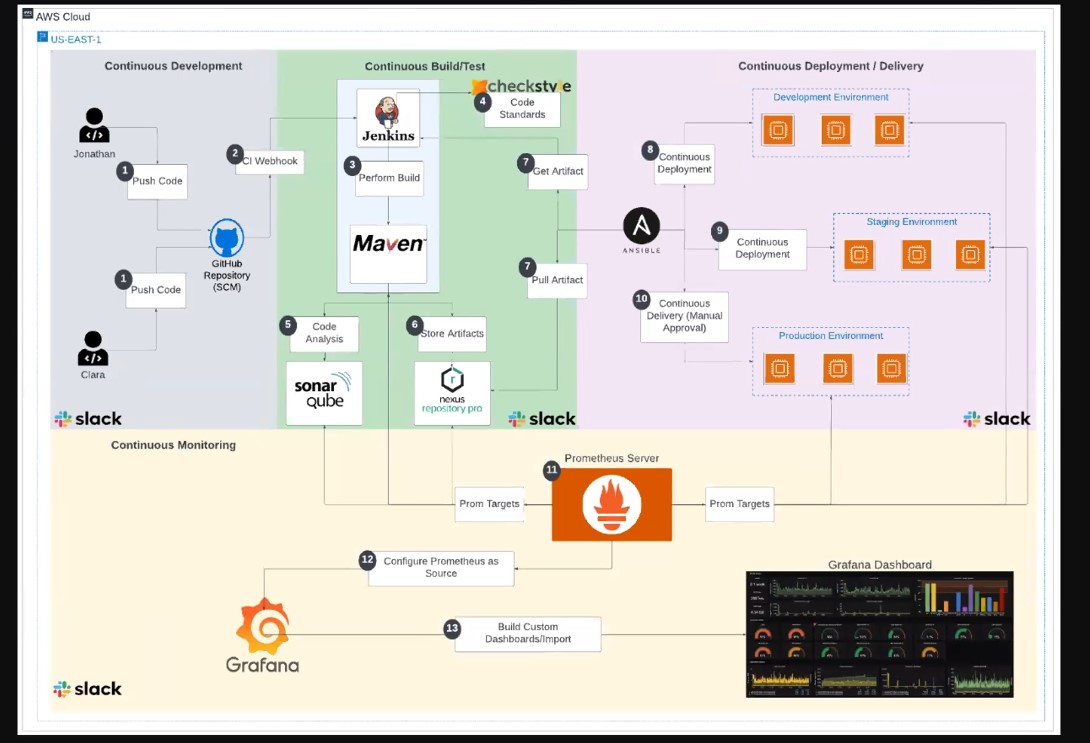 AWS Cloud
US-EAST-1
Continuous Development
Jonathan
1
Push Code
2
CI Webhook
GitHub
Repository
(SCM)
1
Push Code
Clara
slack
Continuous Build/Test
Jenkins
checkstyle
4
Code
Standards
3
Perform Build
Maven
7
Get Artifact
7
Pull Artifact
5
Code
Analysis
6
Store Artifacts
sonar
qube
nexus
repository pro
slack
Continuous Deployment / Delivery
ANSIBLE
8
Continuous
Deployment
9
Continuous
Deployment
10
Continuous
Delivery (Manual
Approval)
Development Environment
Staging Environment
Production Environment
slack
Continuous Monitoring
Prometheus Server
11
Prom Targets
Prom Targets
12
Configure Prometheus as
Source
Grafana
13
Build Custom
Dashboards/Import
Grafana Dashboard
slack